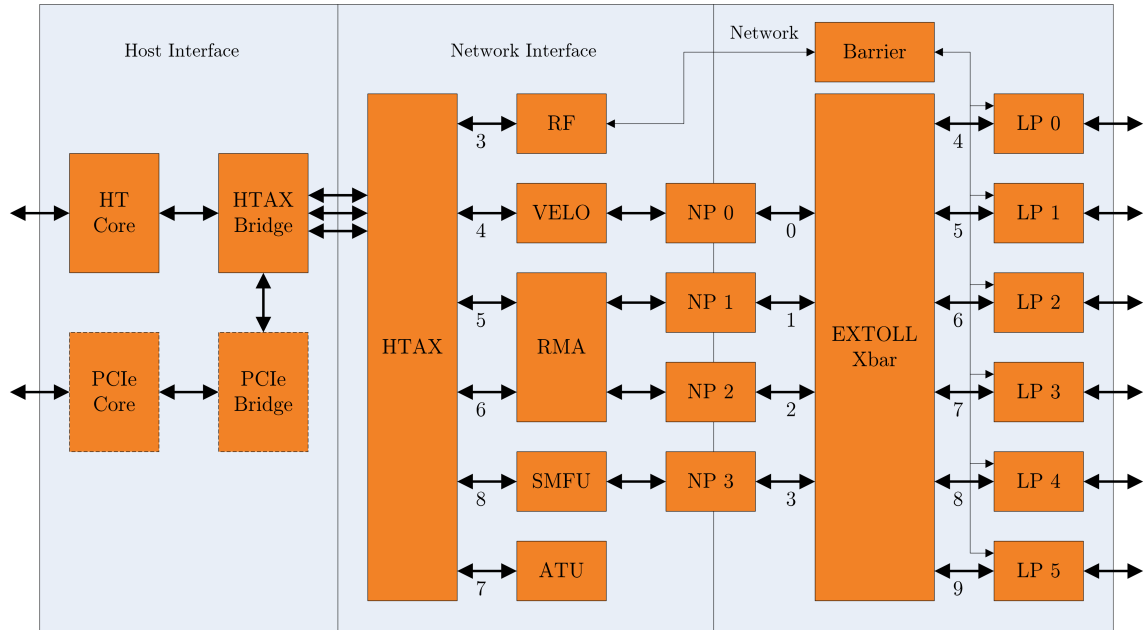 Host Interface
Network Interface
Network
Barrier
HT
Core
HTAX
Bridge
PCIe
Core
PCIe
Bridge
HTAX
3
RF
4
VELO
NP 0
0
5
RMA
NP 1
1
6
NP 2
2
8
SMFU
NP 3
3
7
ATU
EXTOLL
Xbar
4
LP 0
5
LP 1
6
LP 2
7
LP 3
8
LP 4
9
LP 5